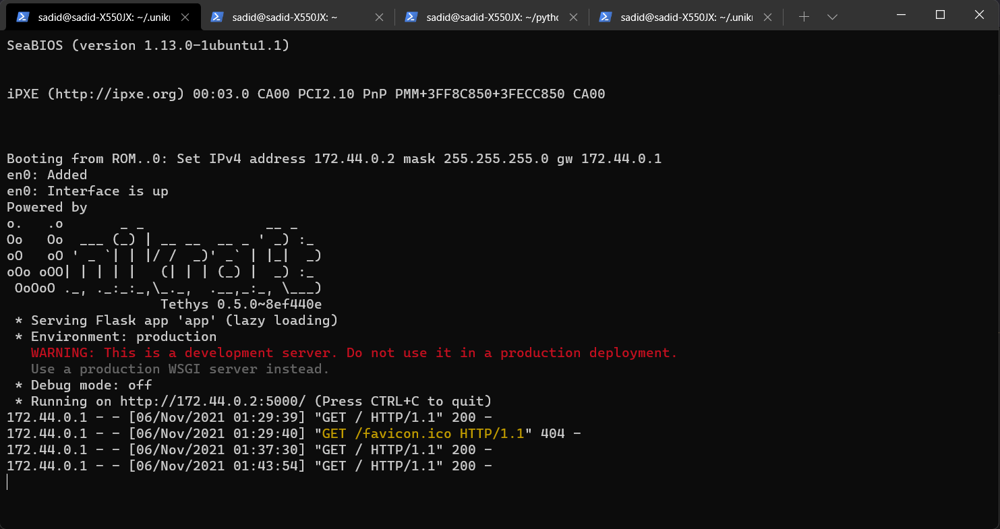 sadid@sadid-X550JX: ~/.unik
sadid@sadid-X550JX: ~
sadid@sadid-X550JX: ~/pytho
sadid@sadid-X550JX: ~/.unik
SeaBIOS (version 1.13.0-1ubuntu1.1)
iPXE (http://ipxe.org) 00:03.0 CA00 PCI2.10 PnP PMM+3FF8C850+3FECC850 CA00
Booting from ROM..0: Set IPv4 address 172.44.0.2 mask 255.255.255.0 gw 172.44.0.1
en0: Added
en0: Interface is up
Powered by
o.   .o       _ _               __ _
Oo   Oo  ___ (_) | __ __  __ _ ' _) :_
oO   oO ' _ `| | |/ /  _)' _` | |_|  _)
oOo oOO| | | | |   (| | | (_) |  _) :_
 OoOoO ._, ._:_:_,\_._,  .__,_:_, \___)
                   Tethys 0.5.0~8ef440e
 * Serving Flask app 'app' (lazy loading)
 * Environment: production
   WARNING: This is a development server. Do not use it in a production deployment.
   Use a production WSGI server instead.
 * Debug mode: off
 * Running on http://172.44.0.2:5000/ (Press CTRL+C to quit)
172.44.0.1 - - [06/Nov/2021 01:29:39] "GET / HTTP/1.1" 200 -
172.44.0.1 - - [06/Nov/2021 01:29:40] "GET /favicon.ico HTTP/1.1" 404 -
172.44.0.1 - - [06/Nov/2021 01:37:30] "GET / HTTP/1.1" 200 -
172.44.0.1 - - [06/Nov/2021 01:43:54] "GET / HTTP/1.1" 200 -